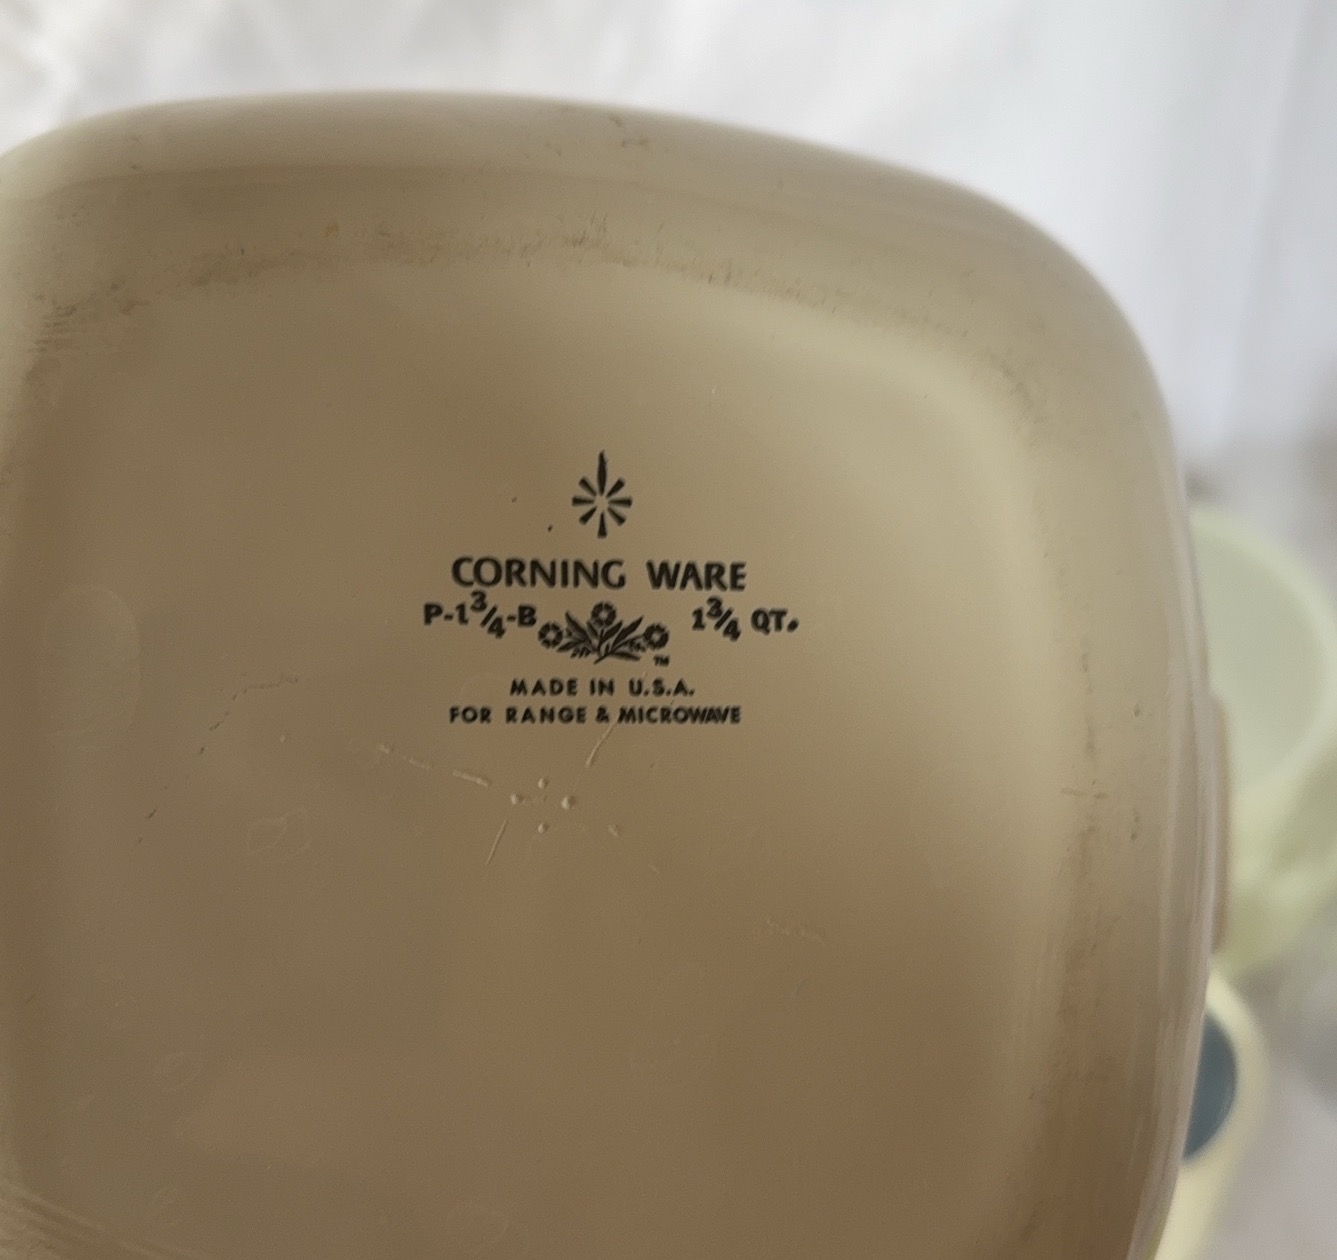 CORNING WARE
P-1¾-B 1¾ QT.
TM
MADE IN U.S.A.
FOR RANGE & MICROWAVE